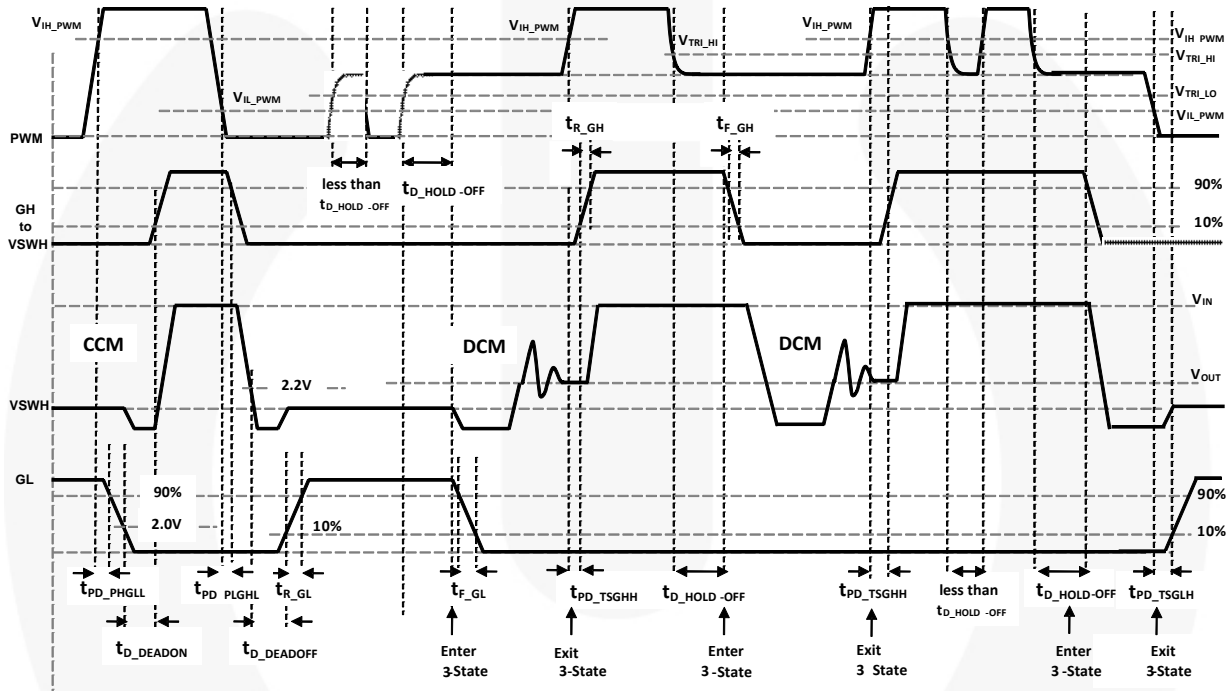 VIH_PWM
VIH_PWM
VTRI_HI
VIH_PWM
VIH_PWM
VTRI_HI
VIL_PWM
VTRI_LO
VIL_PWM
PWM
tR_GH
tF_GH
less than
tD_HOLD -OFF
tD_HOLD -OFF
90%
GH
to
VSWH
10%
VIN
CCM
DCM
DCM
2.2V
VOUT
VSWH
GL
90%
90%
2.0V
10%
10%
tPD_PHGLL
tPD PLGHL
tR_GL
tF_GL
tPD_TSGHH
tD_HOLD -OFF
tPD_TSGHH
less than
tD_HOLD -OFF
tD_HOLD-OFF
tPD_TSGLH
tD_DEADON
tD_DEADOFF
Enter
3-State
Exit
3-State
Enter
3 -State
Exit
3 State
Enter
3 -State
Exit
3-State